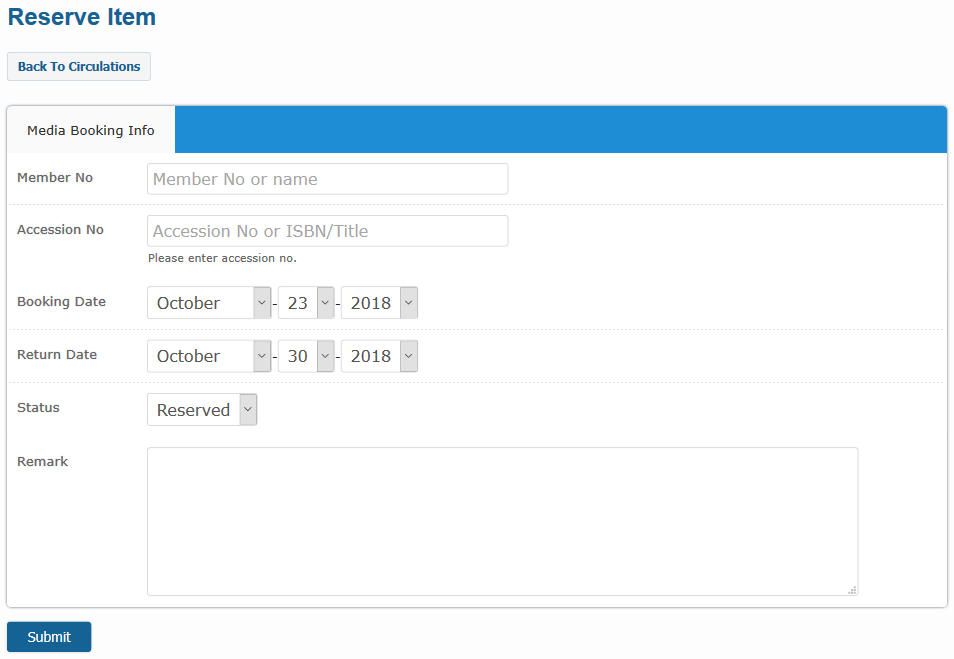 Reserve Item
Back To Circulations
Media Booking Info
Member No Member No or name
Accession No Accession No or ISBN/Title
Please enter accession no.
Booking Date October - 23 - 2018
Return Date October - 30 - 2018
Status Reserved
Remark
Submit